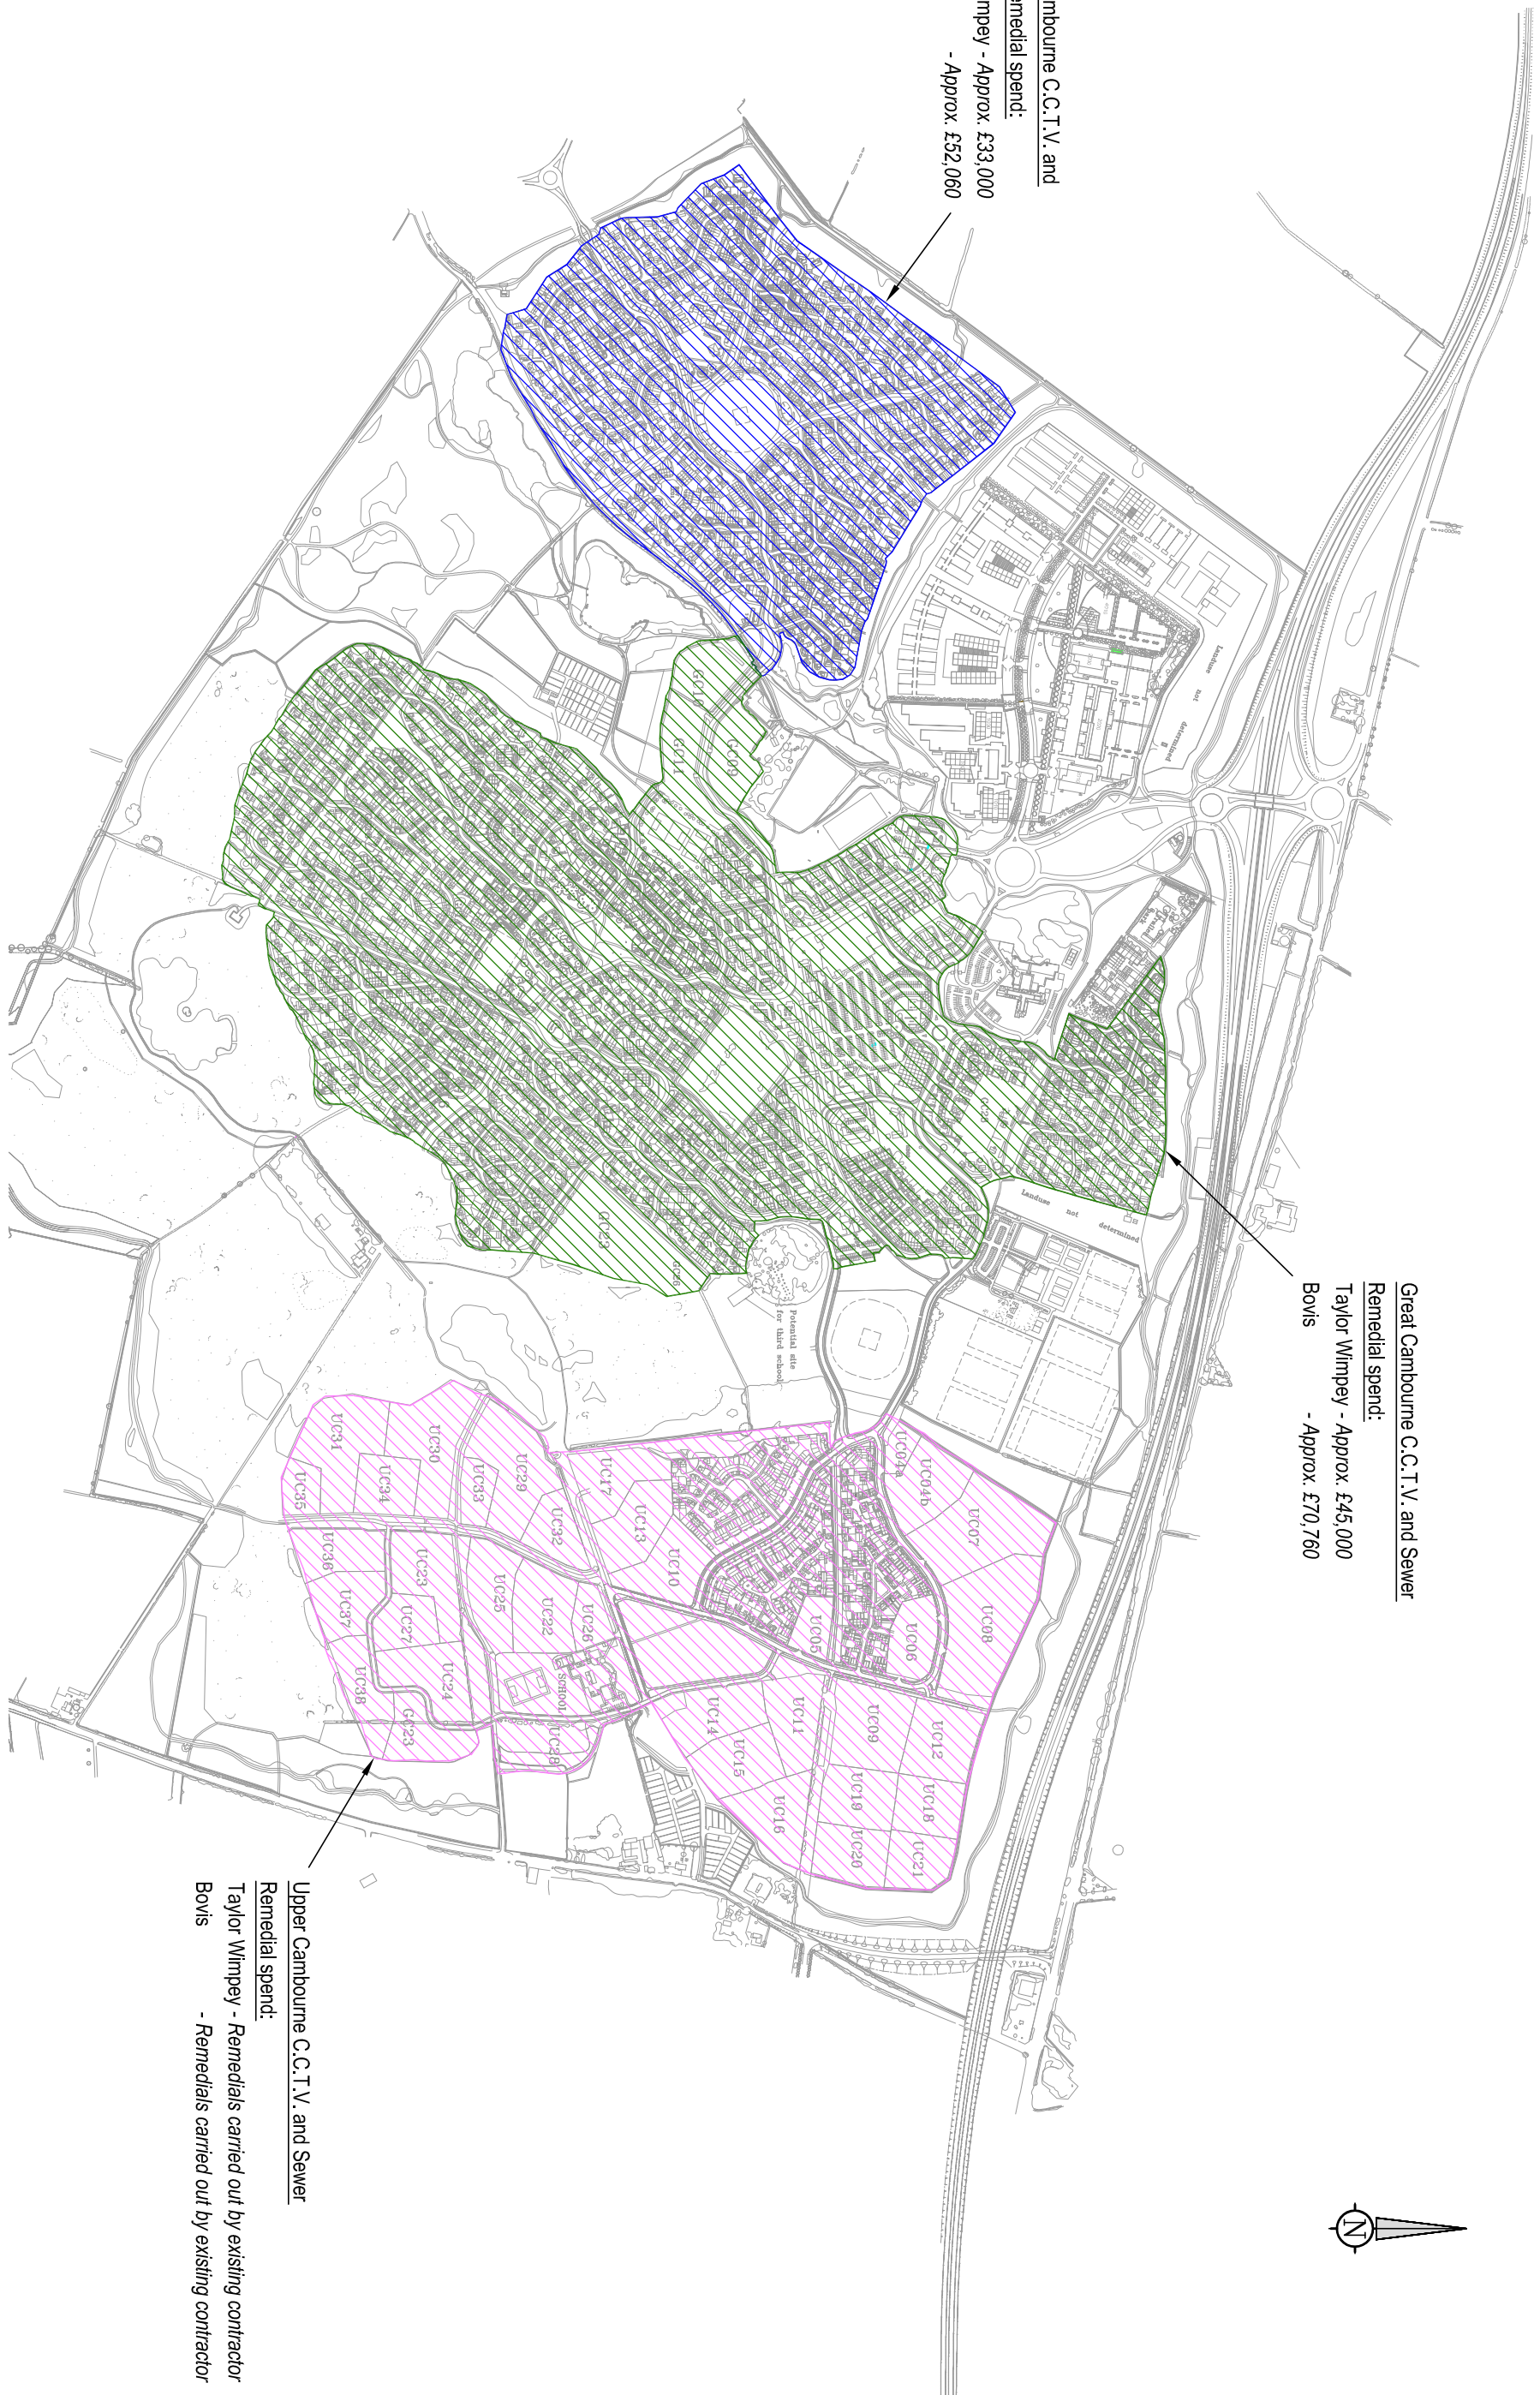 mbourne C.C.T.V. and
emedial spend:
mpey - Approx. £33,000
- Approx. £52,060
Great Cambourne C.C.T.V. and Sewer
Remedial spend:
Taylor Wimpey - Approx. £45,000
Bovis - Approx. £70,760
Upper Cambourne C.C.T.V. and Sewer
Remedial spend:
Taylor Wimpey - Remedials carried out by existing contractor
Bovis - Remedials carried out by existing contractor
N
Landuse not determined
Landuse not determined
Potential site
for third school
GC10
GC09
GC11
GC25
GC23
GC26
UC04a
UC04b
UC07
UC08
UC06
UC05
UC12
UC09
UC11
UC14
UC15
UC16
UC18
UC19
UC20
UC21
UC17
UC13
UC10
UC31
UC30
UC29
UC33
UC34
UC35
UC32
UC36
UC23
UC25
UC22
UC26
UC37
UC27
UC24
UC38
GC23
SCHOOL
UC28